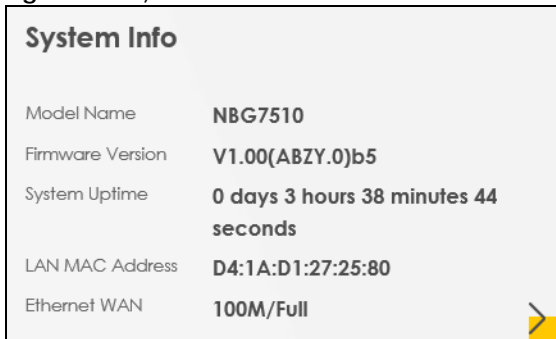 System Info
Model Name NBG7510
Firmware Version V1.00(ABZY.0)b5
System Uptime 0 days 3 hours 38 minutes 44
seconds
LAN MAC Address D4:1A:D1:27:25:80
Ethernet WAN 100M/Full